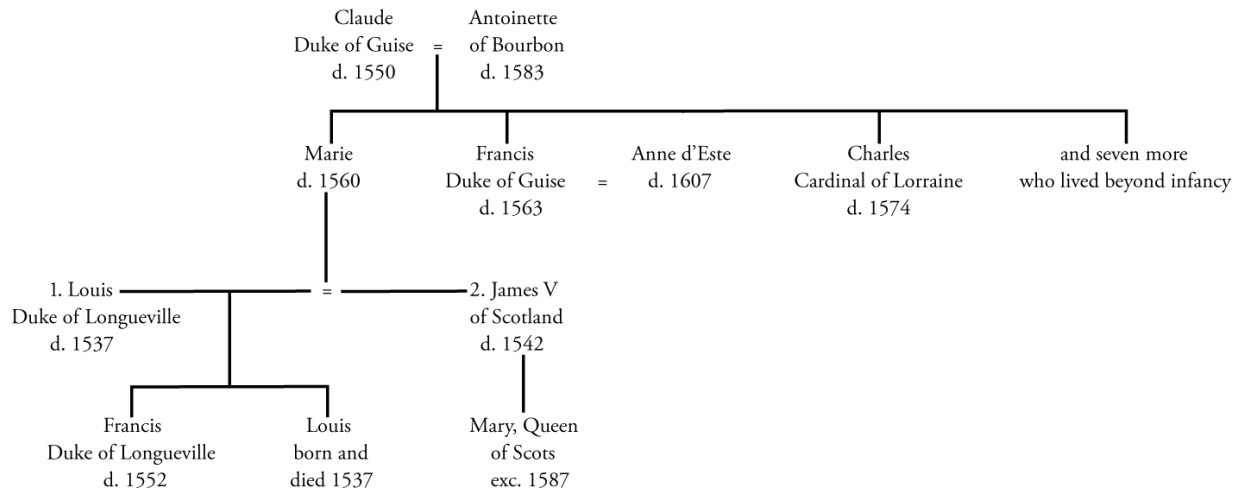 Claude
Duke of Guise
d. 1550
=
Antoinette
of Bourbon
d. 1583
Marie
d. 1560
Francis
Duke of Guise
d. 1563
=
Anne d’Este
d. 1607
Charles
Cardinal of Lorraine
d. 1574
and seven more
who lived beyond infancy
1. Louis
Duke of Longueville
d. 1537
=
2. James V
of Scotland
d. 1542
Francis
Duke of Longueville
d. 1552
Louis
born and
died 1537
Mary, Queen
of Scots
exc. 1587